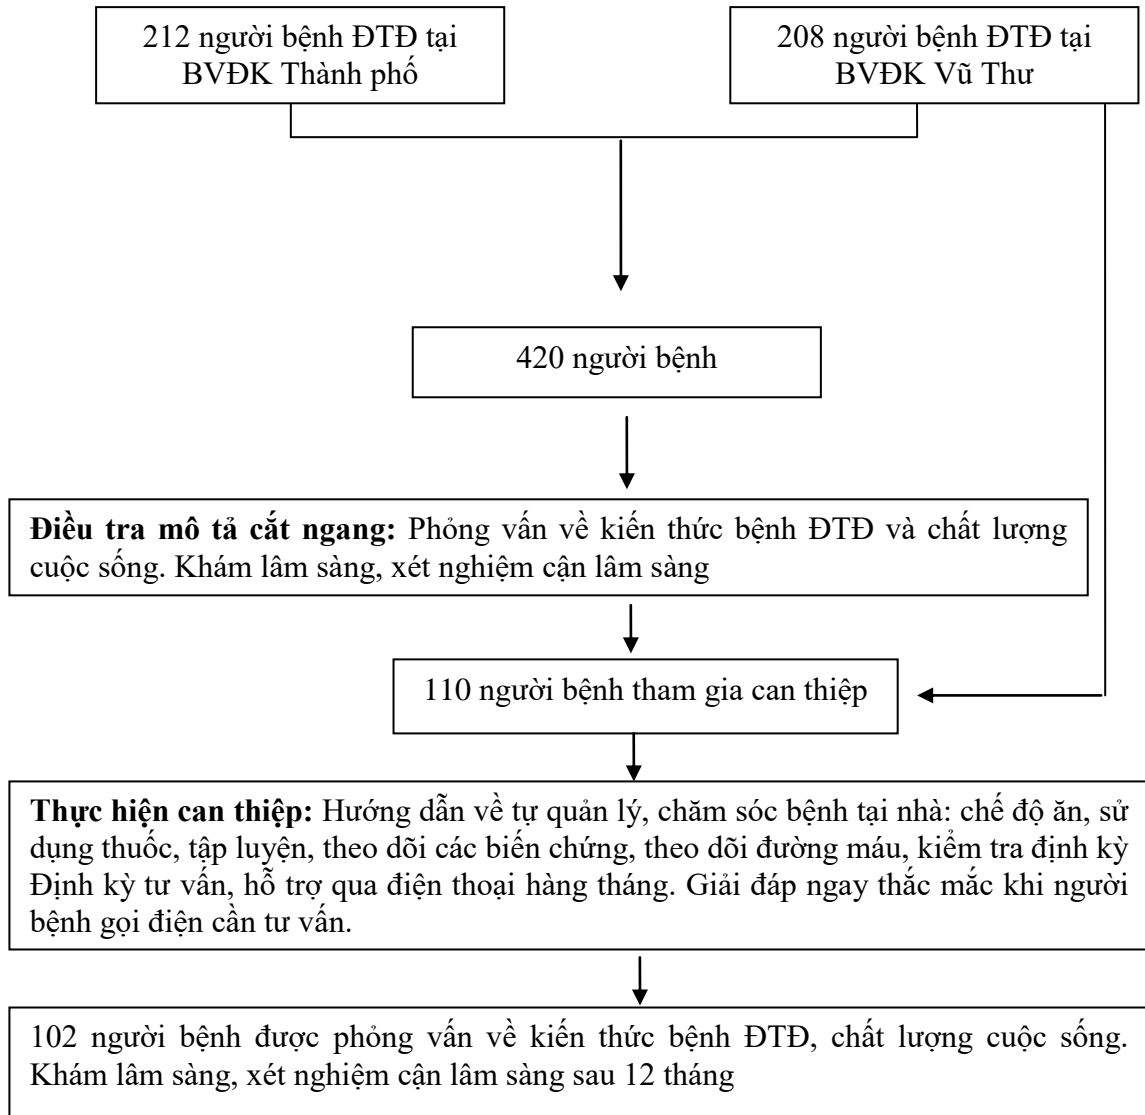 212 người bệnh ĐTĐ tại
BVĐK Thành phố
208 người bệnh ĐTĐ tại
BVĐK Vũ Thư
420 người bệnh
Điều tra mô tả cắt ngang: Phỏng vấn về kiến thức bệnh ĐTĐ và chất lượng
cuộc sống. Khám lâm sàng, xét nghiệm cận lâm sàng
110 người bệnh tham gia can thiệp
Thực hiện can thiệp: Hướng dẫn về tự quản lý, chăm sóc bệnh tại nhà: chế độ ăn, sử
dụng thuốc, tập luyện, theo dõi các biến chứng, theo dõi đường máu, kiểm tra định kỳ
Định kỳ tư vấn, hỗ trợ qua điện thoại hàng tháng. Giải đáp ngay thắc mắc khi người
bệnh gọi điện cần tư vấn.
102 người bệnh được phỏng vấn về kiến thức bệnh ĐTĐ, chất lượng cuộc sống.
Khám lâm sàng, xét nghiệm cận lâm sàng sau 12 tháng